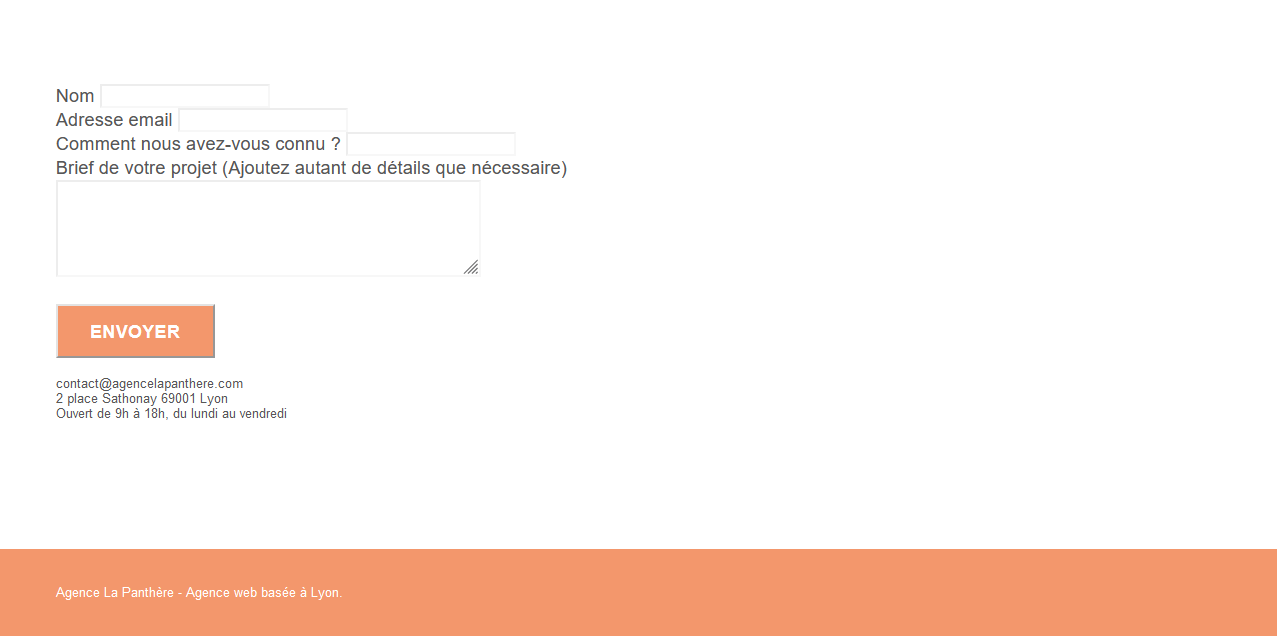 Nom
Adresse email
Comment nous avez-vous connu ?
Brief de votre projet (Ajoutez autant de détails que nécessaire)
ENVOYER
contact@agencelapanthere.com
2 place Sathonay 69001 Lyon
Ouvert de 9h à 18h, du lundi au vendredi
Agence La Panthère - Agence web basée à Lyon.